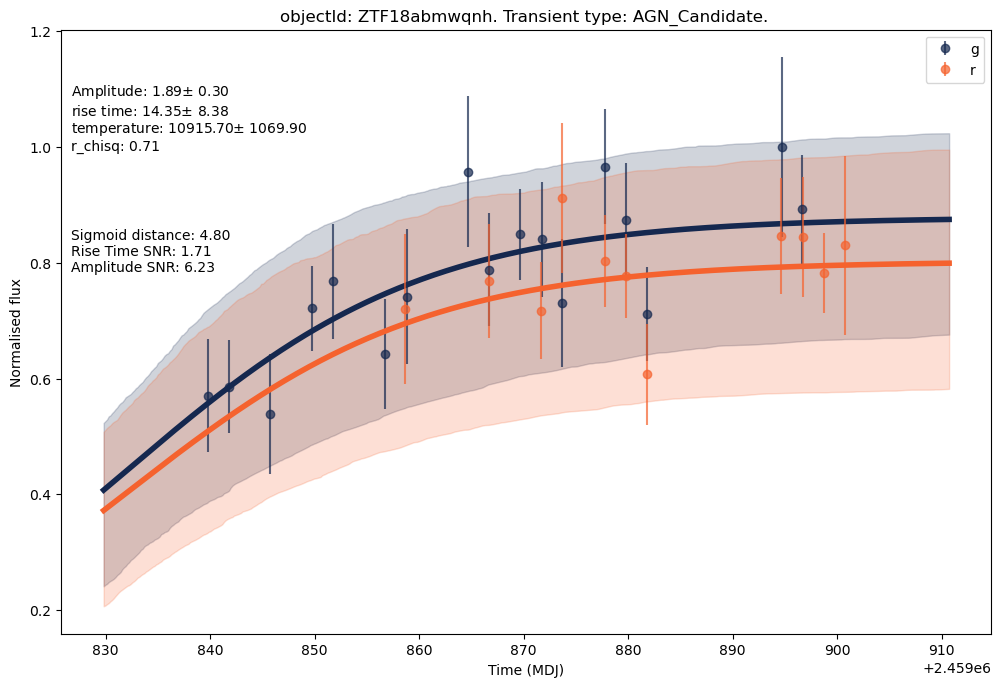 objectId: ZTF18abmwqnh. Transient type: AGN_Candidate.
g
r
Amplitude: 1.89± 0.30
rise time: 14.35± 8.38
temperature: 10915.70± 1069.90
r_chisq: 0.71
Sigmoid distance: 4.80
Rise Time SNR: 1.71
Amplitude SNR: 6.23
Normalised flux
1.2
1.0
0.8
0.6
0.4
0.2
830 840 850 860 870 880 890 900 910
Time (MDJ)
+2.459e6